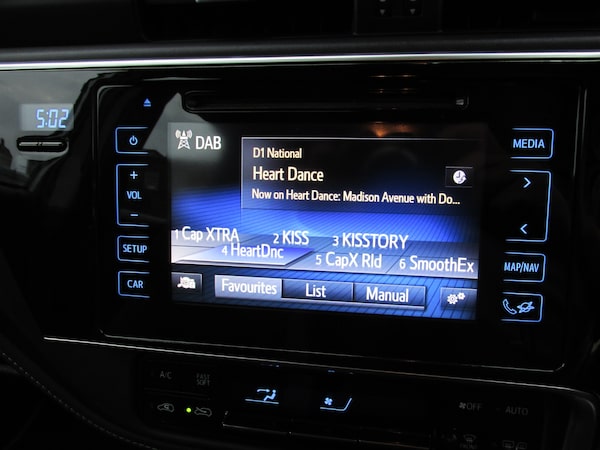 5:02
DAB
D1 National
Heart Dance
Now on Heart Dance: Madison Avenue with Do...
1 Cap XTRA 2 KISS 3 KISSTORY
4 HeartDnc 5 CapX Rld 6 SmoothEx
Favourites List Manual
+
VOL
–
SETUP
CAR
MEDIA
>
<
MAP/NAV
A/C
FAST
SOFT
OFF
AUTO